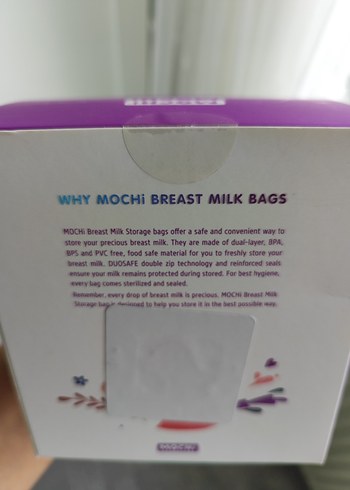 WHY MOCHi BREAST MILK BAGS
MOCHi Breast Milk Storage bags offer a safe and convenient way to
store your precious breast milk. They are made of dual-layer, BPA,
BPS and PVC free, food safe material for you to freshly store your
breast milk. DUOSAFE double zip technology and reinforced seals
ensure your milk remains protected during stored. For best hygiene,
every bag comes sterilized and sealed.
Remember, every drop of breast milk is precious. MOCHi Breast Milk
Storage bag is designed to help you store it in the best possible way.